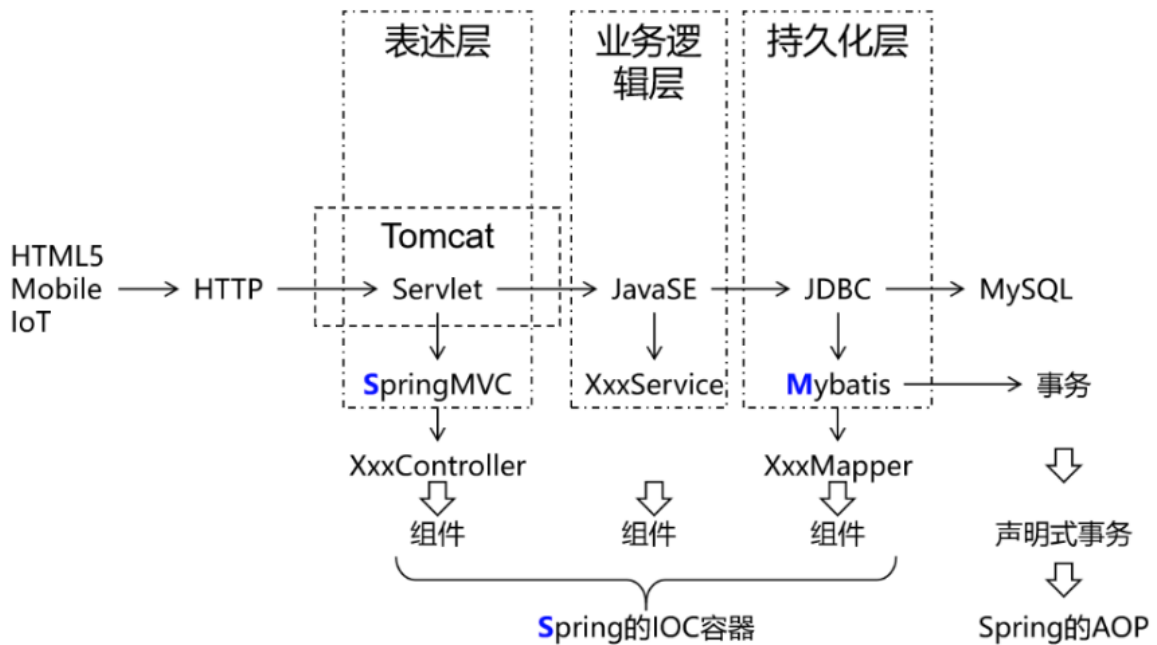 表述层
业务逻
辑层
持久化层
Tomcat
HTML5
Mobile
IoT
HTTP
Servlet
JavaSE
JDBC
MySQL
SpringMVC
XxxService
Mybatis
事务
XxxController
XxxMapper
组件
组件
组件
声明式事务
Spring的IOC容器
Spring的AOP